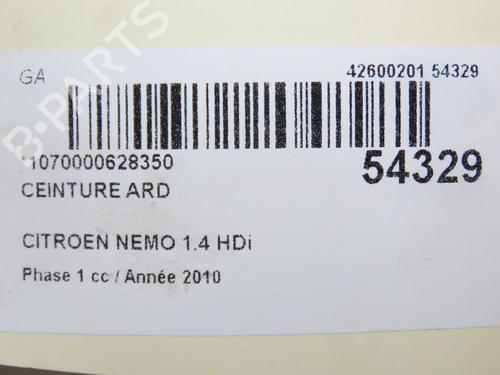 GA
42600201 54329
*1070000628350
54329
CEINTURE ARD
CITROEN NEMO 1.4 HDi
Phase 1 cc / Année 2010
B-PARTS